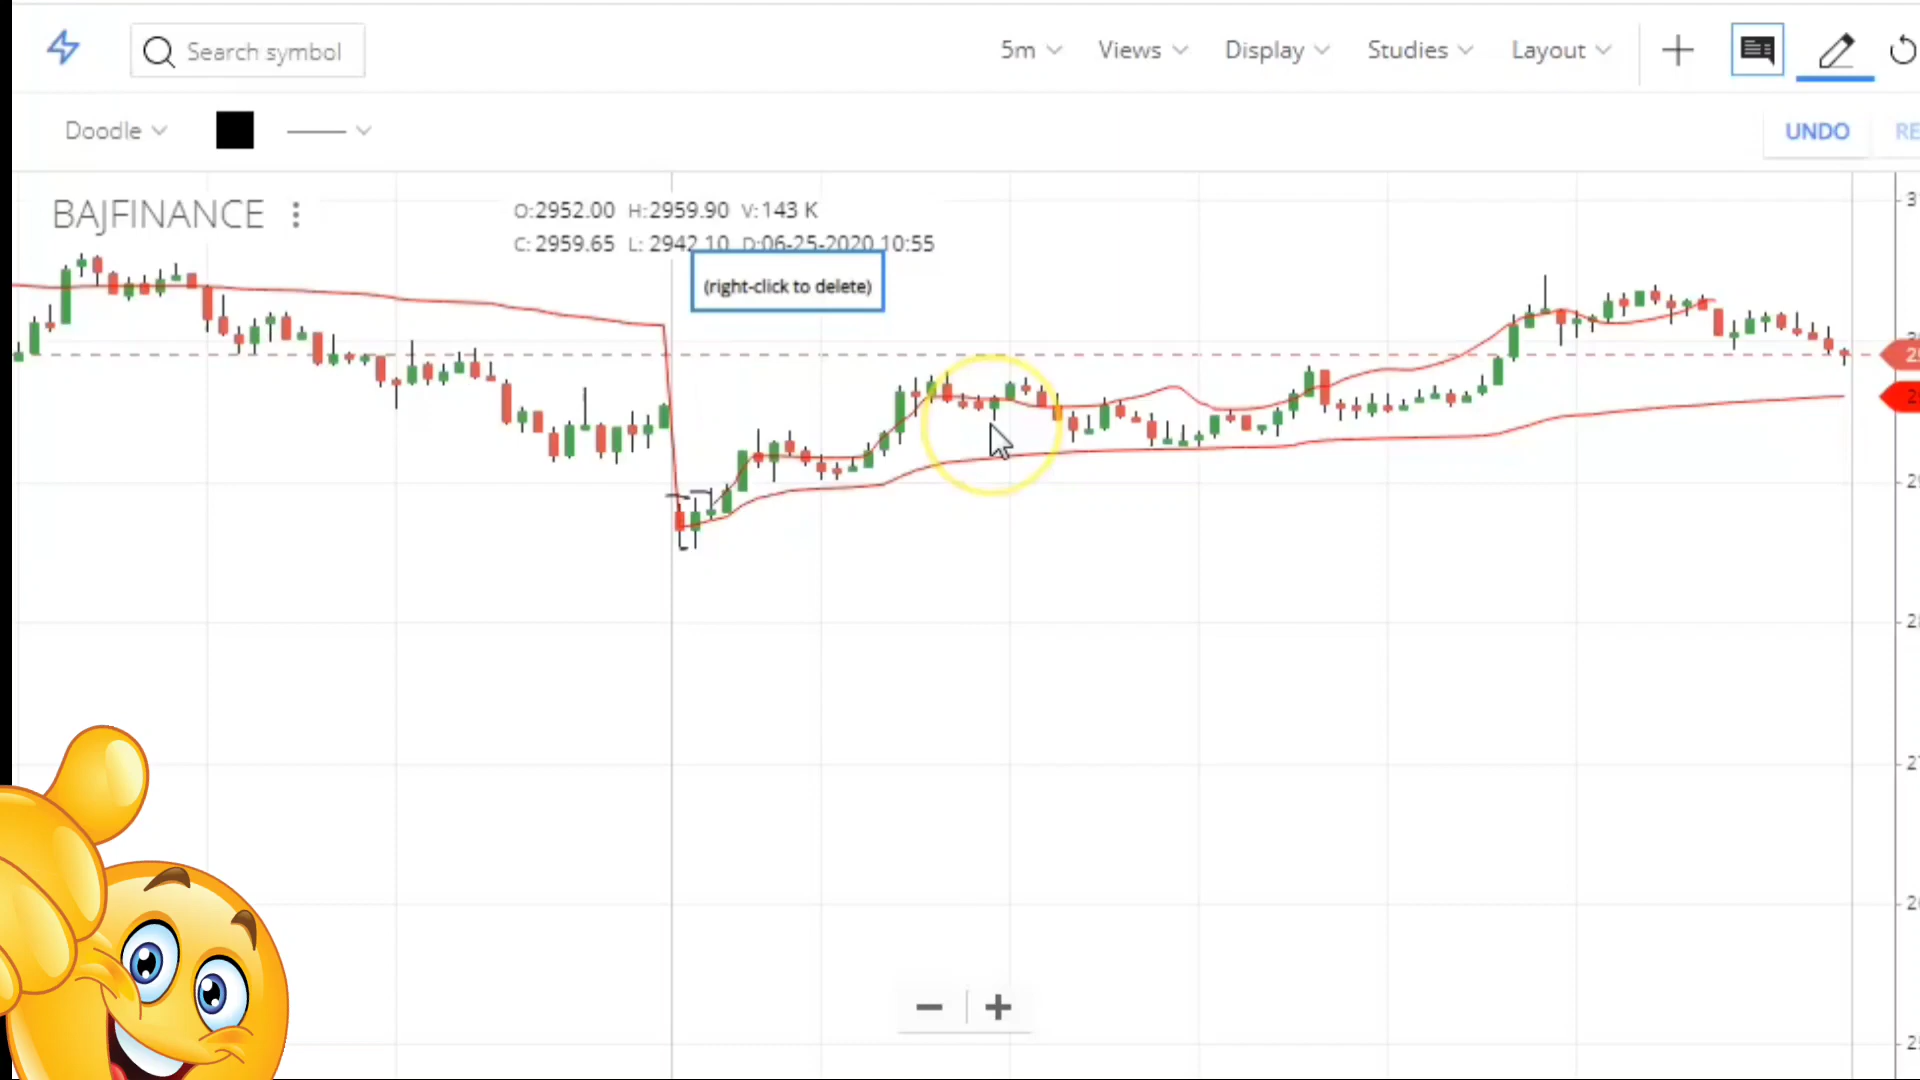 Search symbol
5m Views Display Studies Layout
Doodle
UNDO RE
BAJFINANCE
O:2952.00 H:2959.90 V:143 K
C:2959.65 L:2942.10 D:06-25-2020 10:55
(right-click to delete)